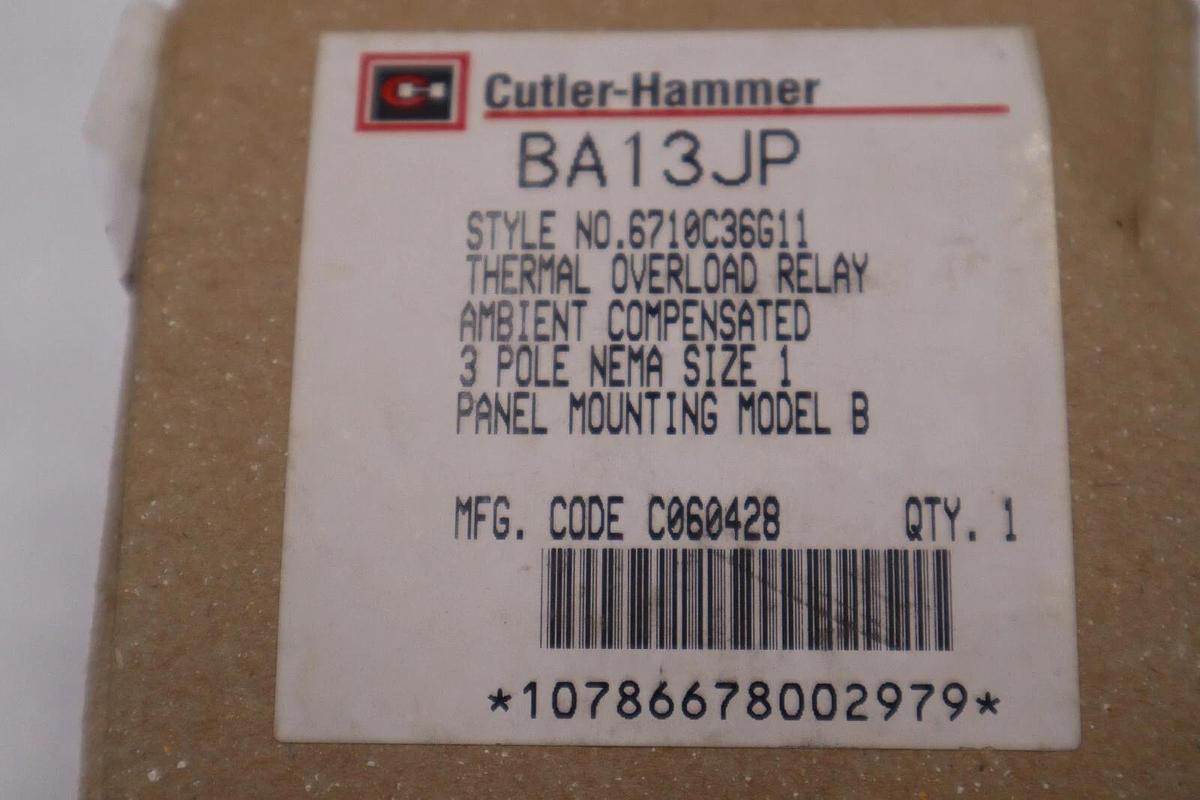 Cutler-Hammer
BA13JP
STYLE NO.6710C36G11
THERMAL OVERLOAD RELAY
AMBIENT COMPENSATED
3 POLE NEMA SIZE 1
PANEL MOUNTING MODEL B
MFG. CODE C060428 QTY. 1
*10786678002979*